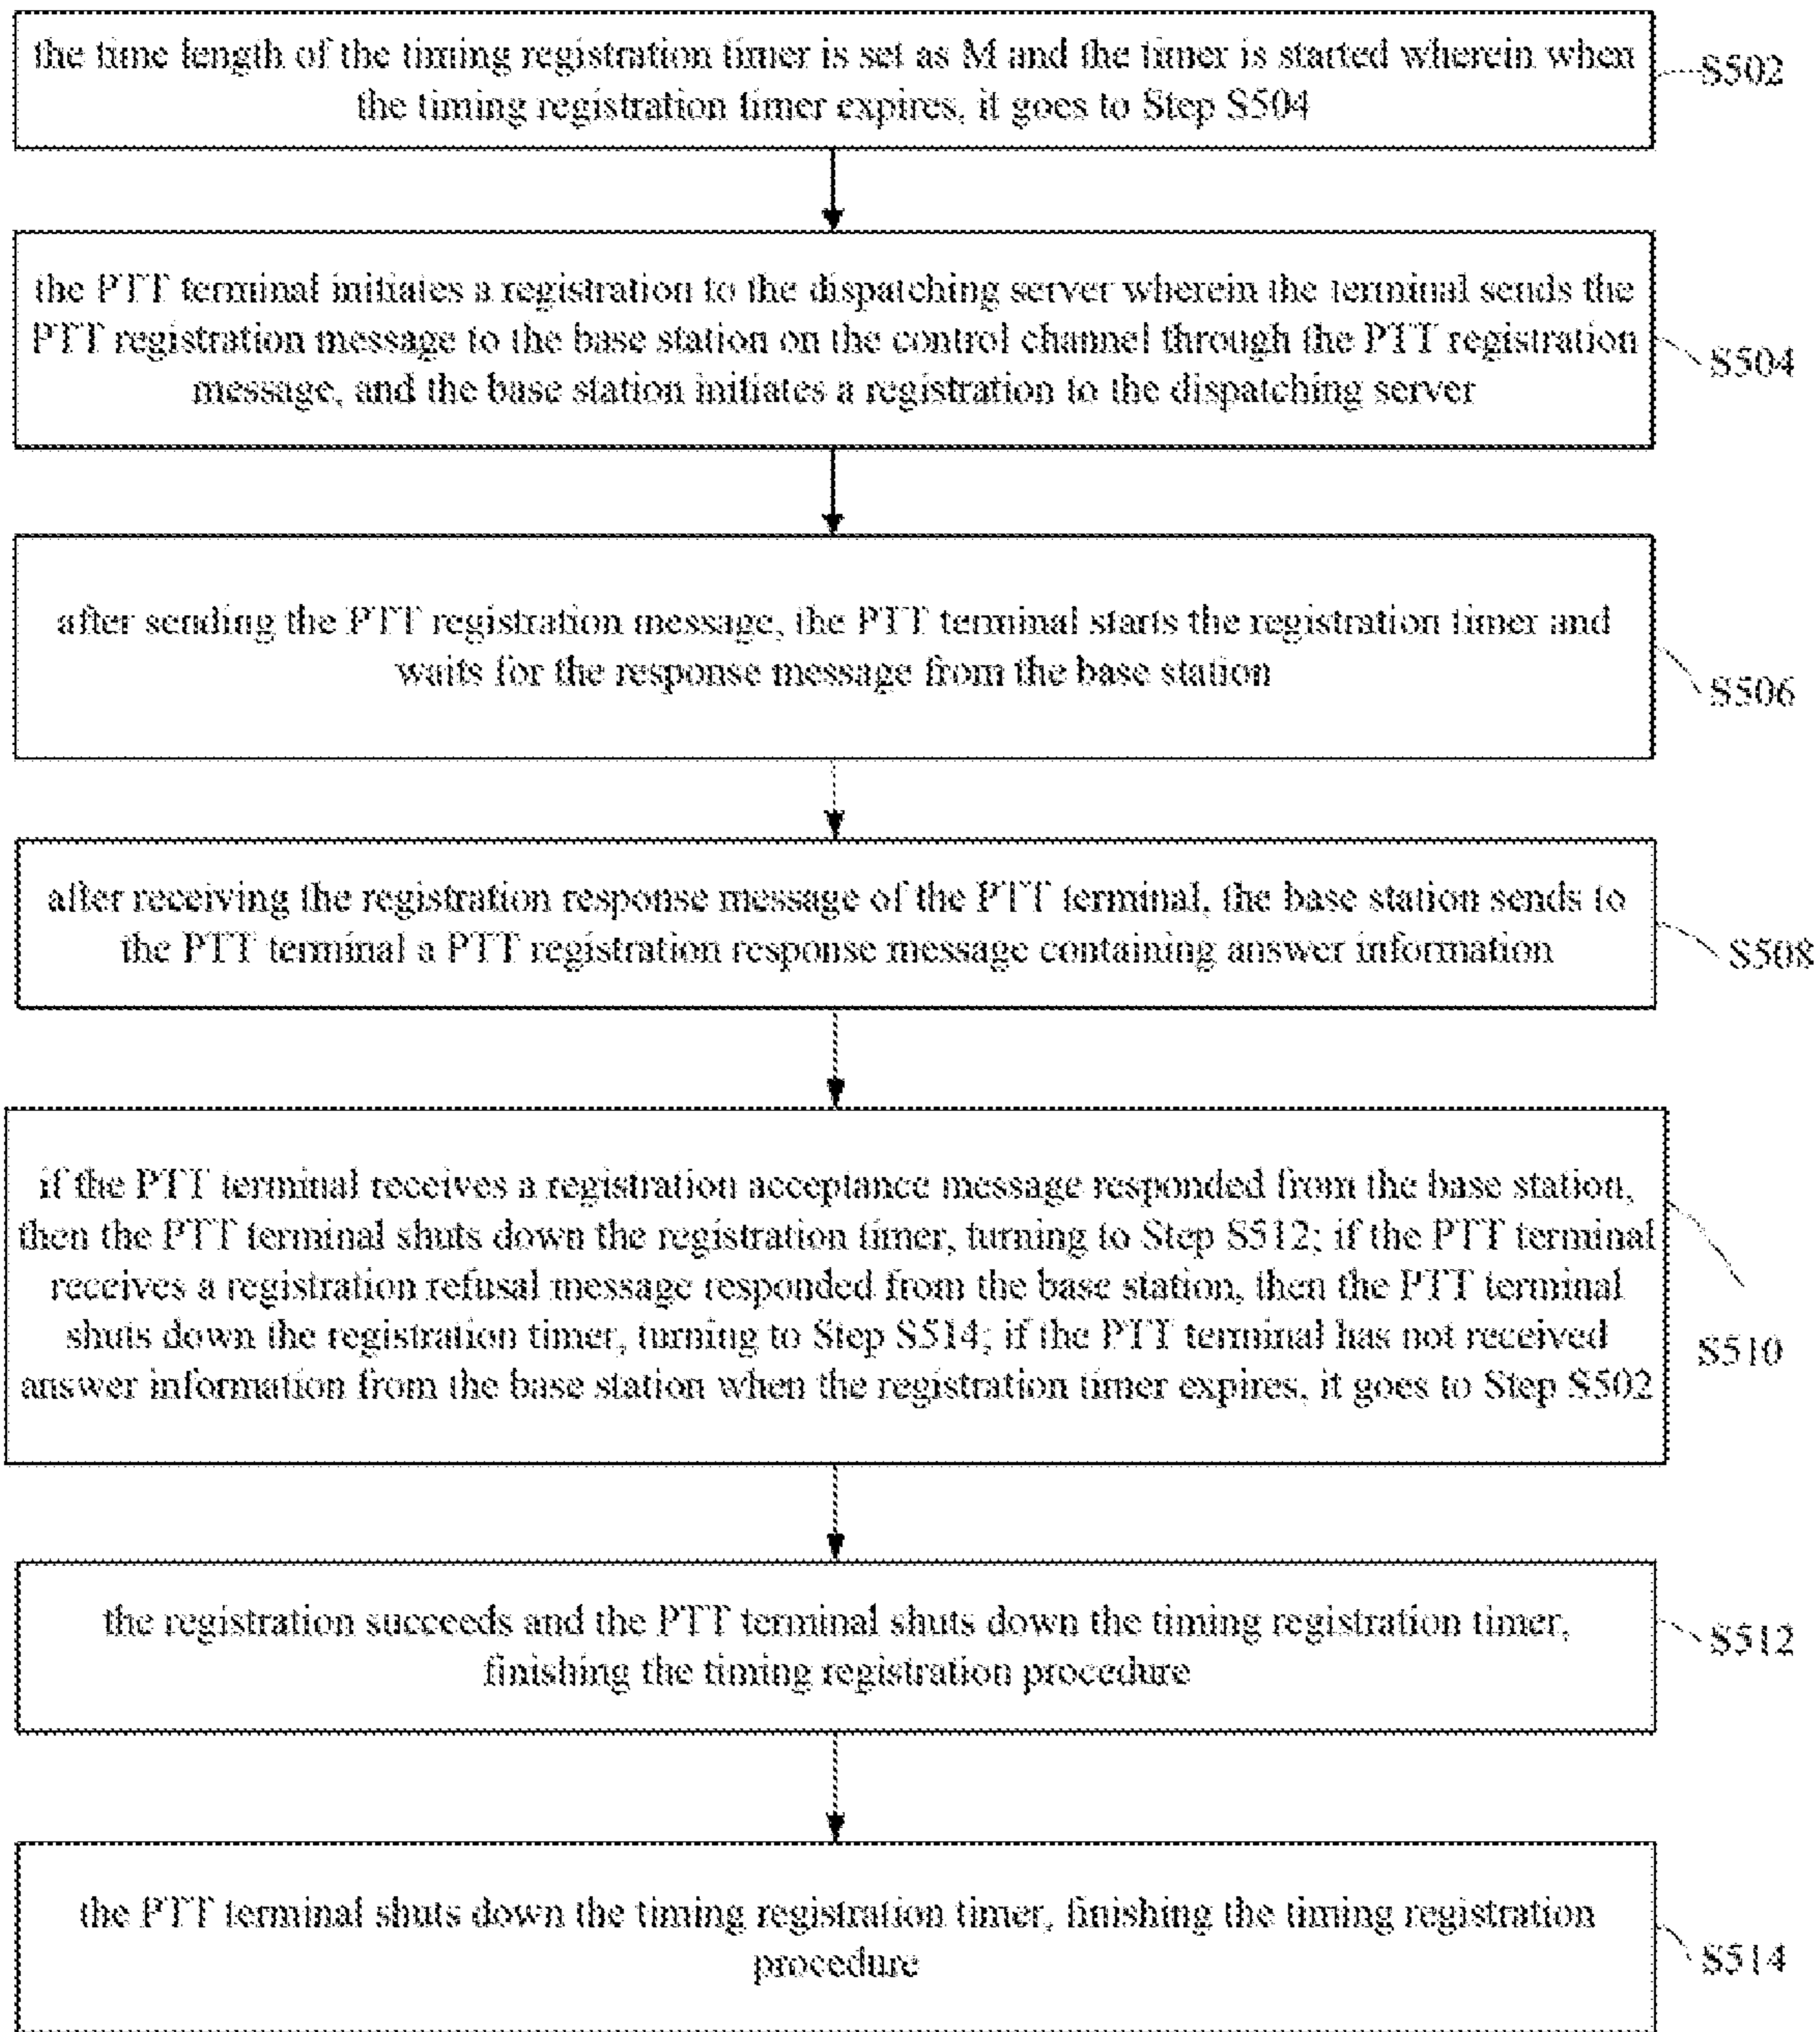 the time length of the timing registration timer is set as M and the timer is started wherein when
the timing registration timer expires, it goes to Step S504
S502
the PTT terminal initiates a registration to the dispatching server wherein the terminal sends the
PTT registration message to the base station on the control channel through the PTT registration
message, and the base station initiates a registration to the dispatching server
S504
after sending the PTT registration message, the PTT terminal starts the registration timer and
waits for the response message from the base station
S506
after receiving the registration response message of the PTT terminal, the base station sends to
the PTT terminal a PTT registration response message containing answer information
S508
if the PTT terminal receives a registration acceptance message responded from the base station,
then the PTT terminal shuts down the registration timer, turning to Step S512; if the PTT terminal
receives a registration refusal message responded from the base station, then the PTT terminal
shuts down the registration timer, turning to Step S514; if the PTT terminal has not received
answer information from the base station when the registration timer expires, it goes to Step S502
S510
the registration succeeds and the PTT terminal shuts down the timing registration timer,
finishing the timing registration procedure
S512
the PTT terminal shuts down the timing registration timer, finishing the timing registration
procedure
S514